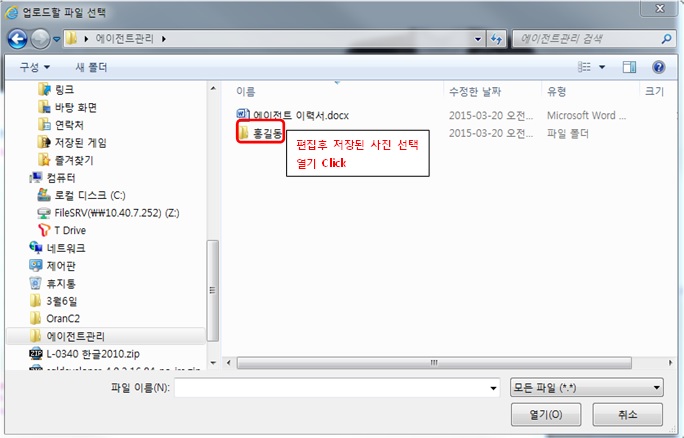 업로드할 파일 선택
에이전트관리
에이전트관리 검색
구성
새 폴더
이름
수정한 날짜
유형
크기
에이전트 이력서.docx
2015-03-20 오전...
Microsoft Word ...
홍길동
2015-03-20 오전...
파일 폴더
편집후 저장된 사진 선택
열기 Click
링크
바탕 화면
연락처
저장된 게임
즐겨찾기
컴퓨터
로컬 디스크 (C:)
FileSRV(₩₩10.40.7.252) (Z:)
T Drive
네트워크
제어판
휴지통
3월6일
OranC2
에이전트관리
L-0340 한글2010.zip
파일 이름(N):
모든 파일 (*.*)
열기(O)
취소